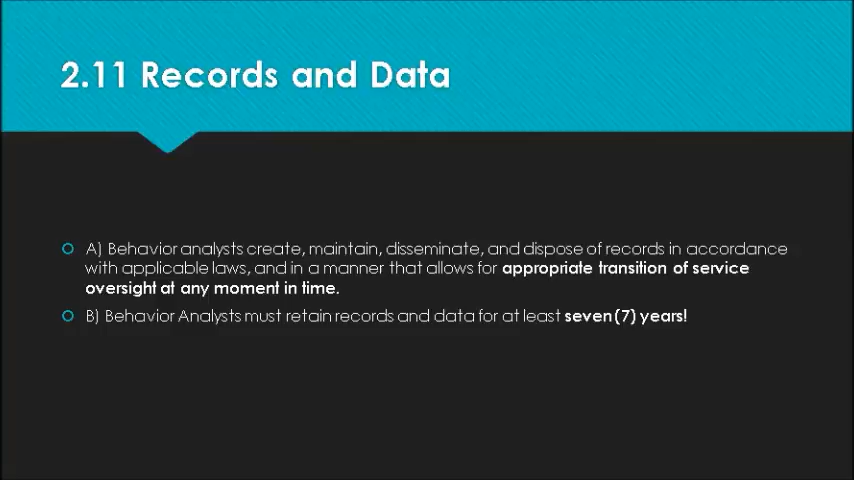 2.11 Records and Data
A) Behavior analysts create, maintain, disseminate, and dispose of records in accordance
with applicable laws, and in a manner that allows for appropriate transition of service
oversight at any moment in time.
B) Behavior Analysts must retain records and data for at least seven (7) years!